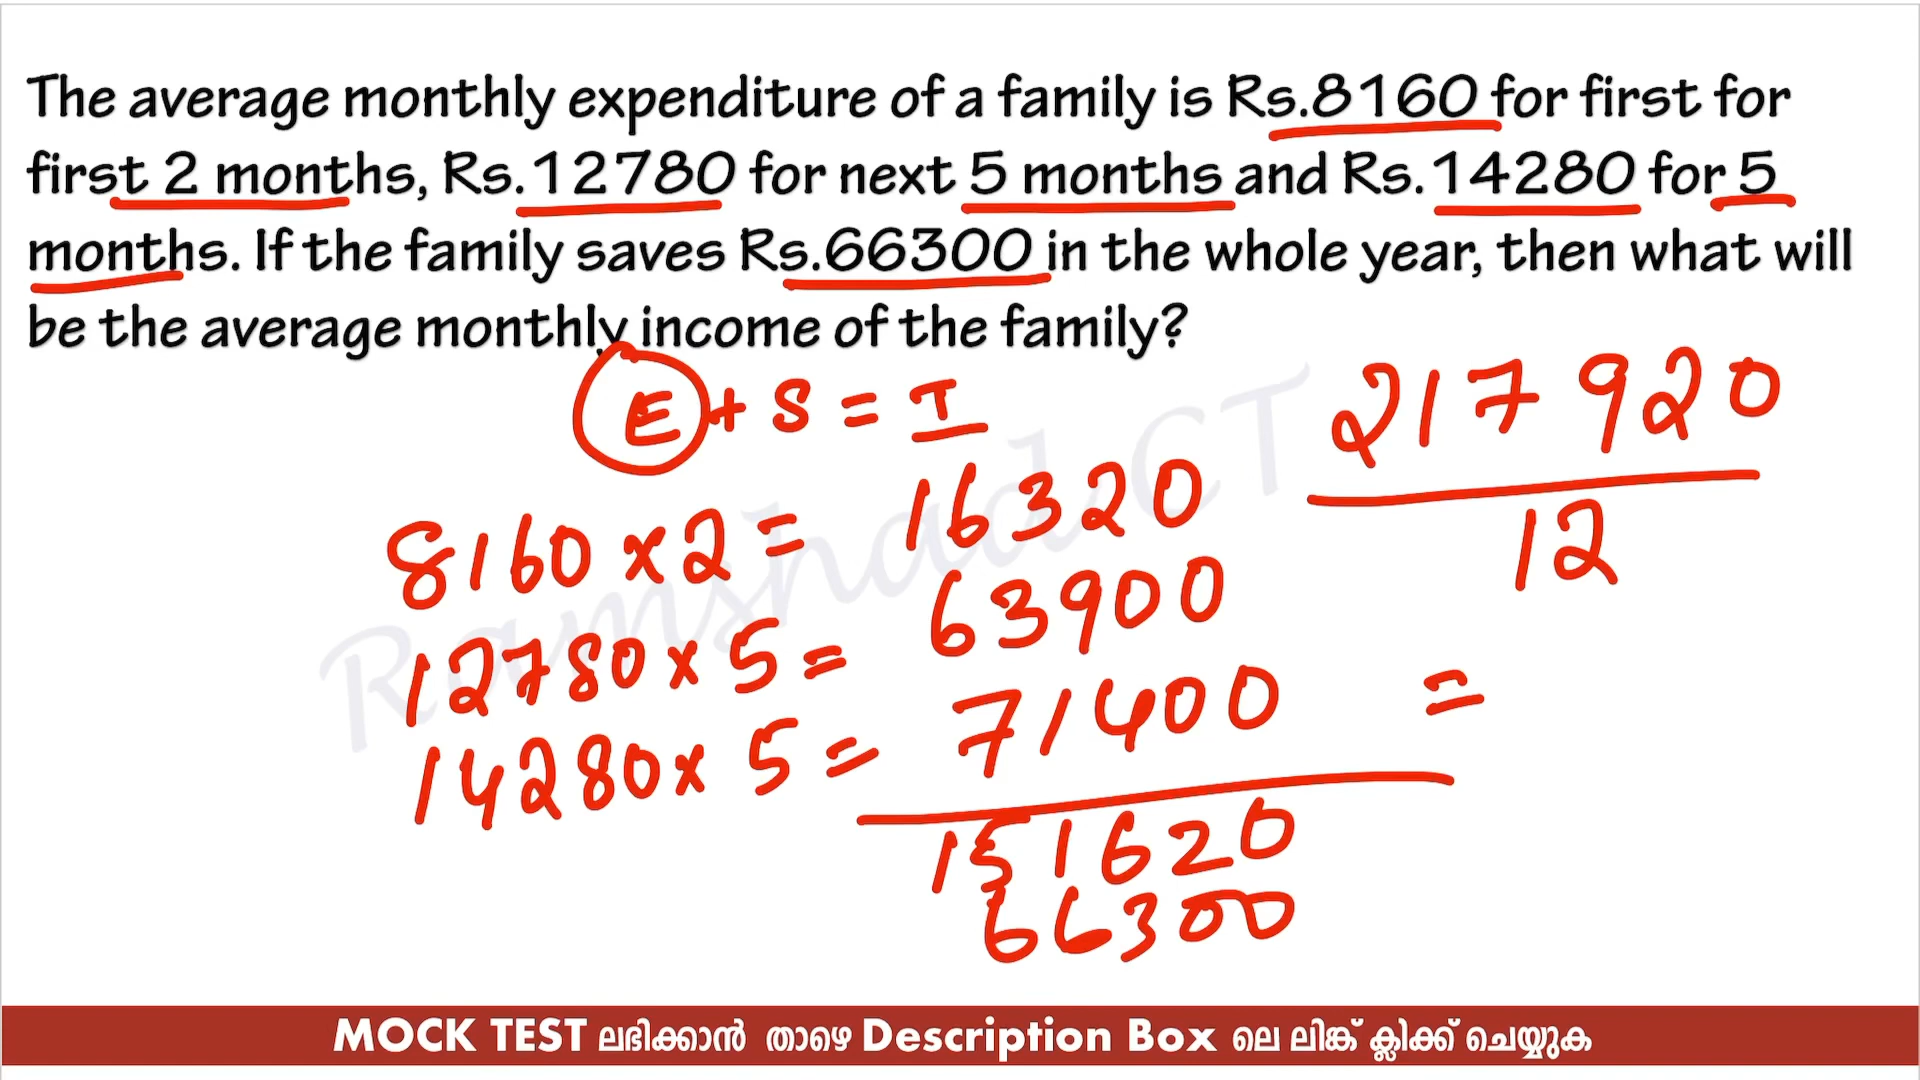 The average monthly expenditure of a family is Rs.8160 for first for
first 2 months, Rs.12780 for next 5 months and Rs.14280 for 5
months. If the family saves Rs.66300 in the whole year, then what will
be the average monthly income of the family?
E + S = I
217920
12
8160 x 2 = 16320
12780 x 5 = 63900
14280 x 5 = 71400 =
151620
66300
Ramshad CT
MOCK TEST ലഭിക്കാൻ താഴെ Description Box ലെ ലിങ്ക് ക്ലിക്ക് ചെയ്യുക